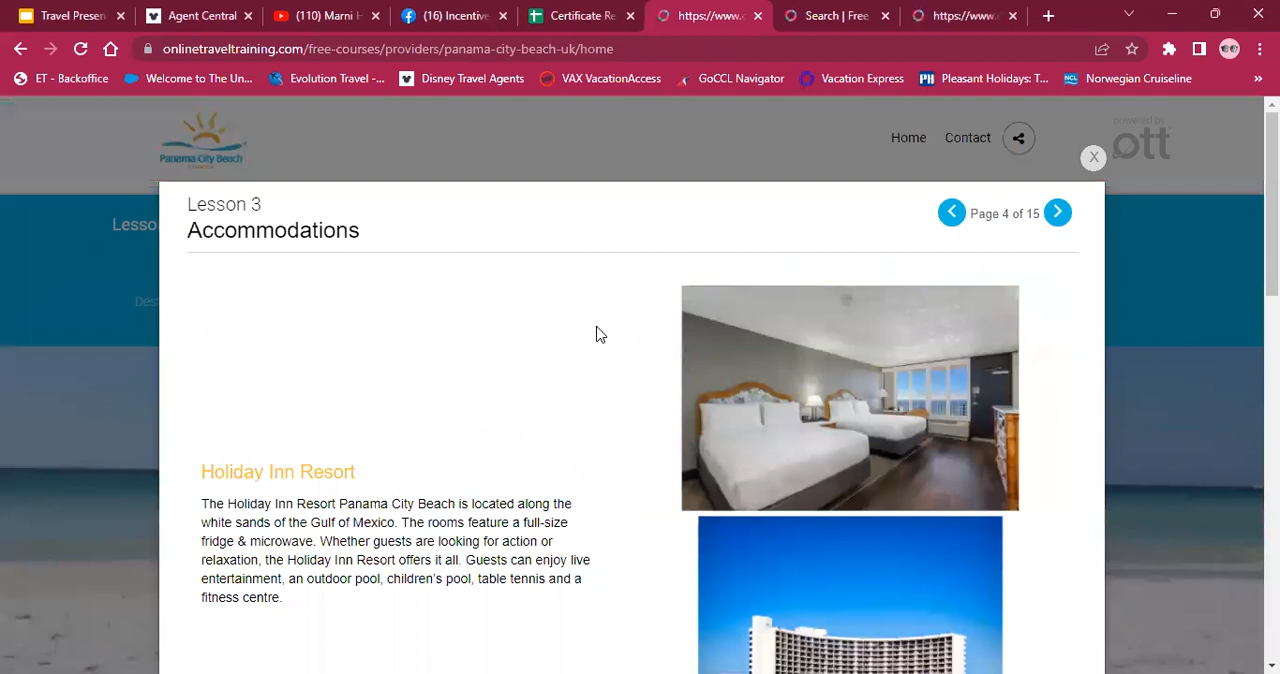 Travel Presen
Agent Central
(110) Marni H
(16) Incentive
Certificate Re
https://www.c
Search | Free
https://www.c
onlinetraveltraining.com/free-courses/providers/panama-city-beach-uk/home
ET - Backoffice
Welcome to The Un...
Evolution Travel -...
Disney Travel Agents
VAX VacationAccess
GoCCL Navigator
Vacation Express
Pleasant Holidays: T...
Norwegian Cruiseline
»
Panama City Beach
Home
Contact
powered by
ott
X
Lesso
Dest
Lesson 3
Accommodations
Page 4 of 15
Holiday Inn Resort
The Holiday Inn Resort Panama City Beach is located along the
white sands of the Gulf of Mexico. The rooms feature a full-size
fridge & microwave. Whether guests are looking for action or
relaxation, the Holiday Inn Resort offers it all. Guests can enjoy live
entertainment, an outdoor pool, children's pool, table tennis and a
fitness centre.